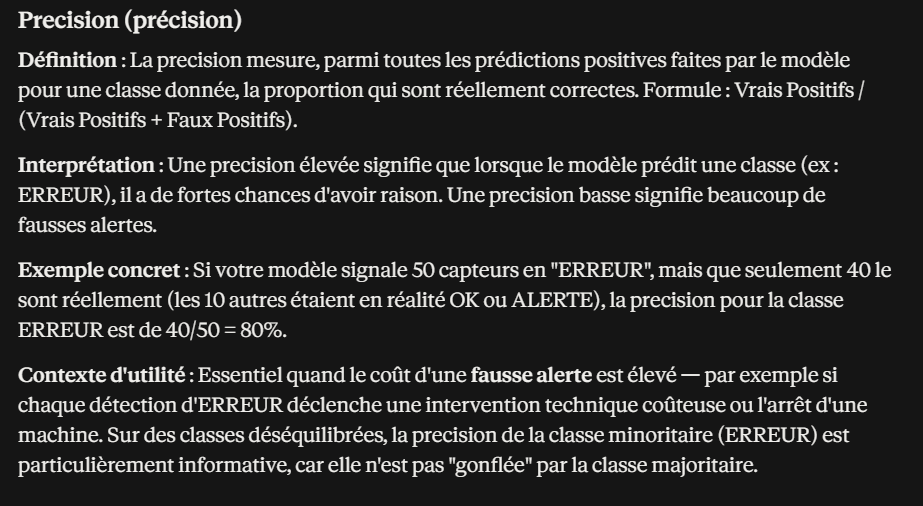 Precision (précision)
Définition : La precision mesure, parmi toutes les prédictions positives faites par le modèle
pour une classe donnée, la proportion qui sont réellement correctes. Formule : Vrais Positifs /
(Vrais Positifs + Faux Positifs).
Interprétation : Une precision élevée signifie que lorsque le modèle prédit une classe (ex :
ERREUR), il a de fortes chances d'avoir raison. Une precision basse signifie beaucoup de
fausses alertes.
Exemple concret : Si votre modèle signale 50 capteurs en "ERREUR", mais que seulement 40 le
sont réellement (les 10 autres étaient en réalité OK ou ALERTE), la precision pour la classe
ERREUR est de 40/50 = 80%.
Contexte d'utilité : Essentiel quand le coût d'une fausse alerte est élevé — par exemple si
chaque détection d'ERREUR déclenche une intervention technique coûteuse ou l'arrêt d'une
machine. Sur des classes déséquilibrées, la precision de la classe minoritaire (ERREUR) est
particulièrement informative, car elle n'est pas "gonflée" par la classe majoritaire.